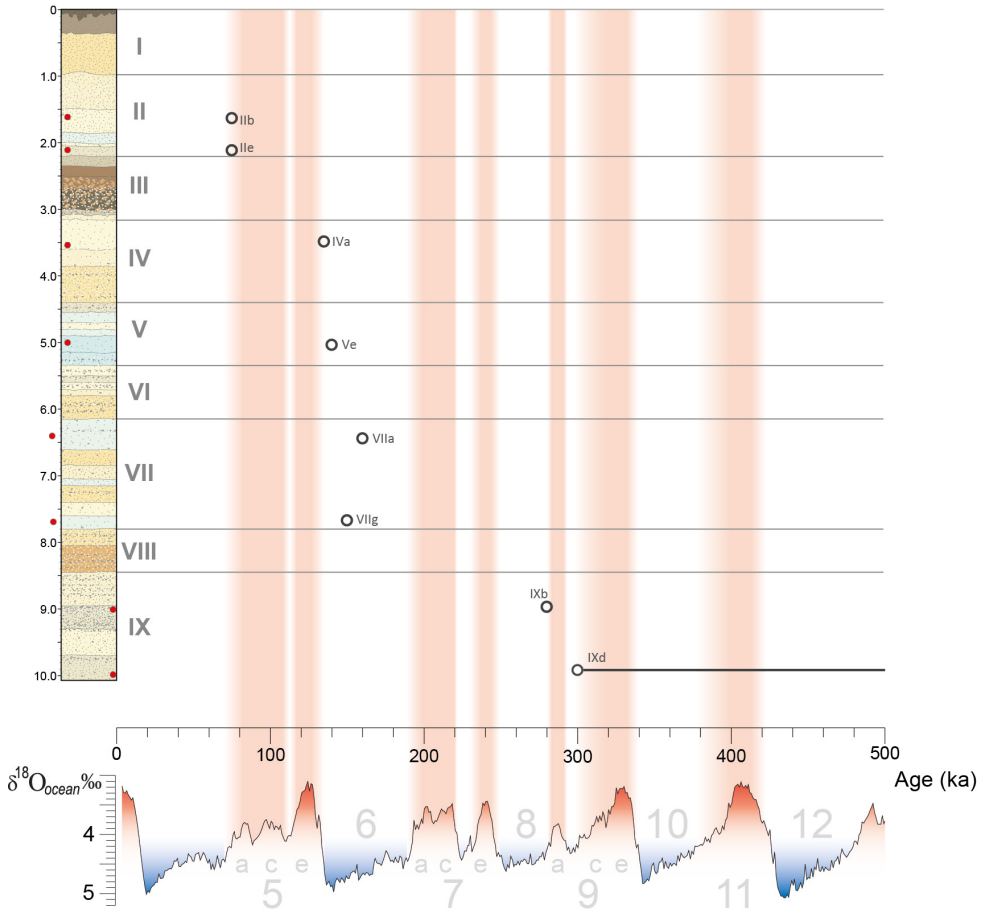 0
I
1.0
II
IIb
2.0
IIe
III
3.0
IVa
IV
4.0
V
5.0
Ve
VI
6.0
VIIa
VII
7.0
VIIg
8.0
VIII
IXb
9.0
IX
IXd
10.0
0 100 200 300 400 500
Age (ka)
δ18Oocean‰
4
5
6 8 10 12
a c e a c e a c e
5 7 9 11